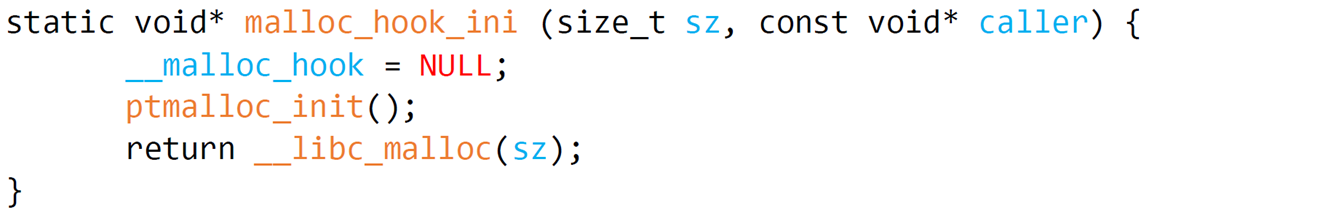 static void* malloc_hook_ini (size_t sz, const void* caller) {
__malloc_hook = NULL;
ptmalloc_init();
return __libc_malloc(sz);
}